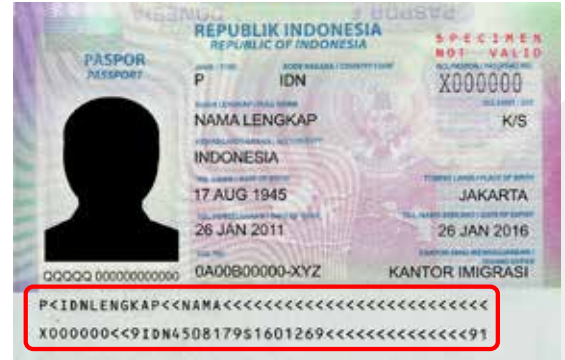 REPUBLIK INDONESIA
REPUBLIC OF INDONESIA
SPECIMEN
NOT VALID
PASPOR
PASSPORT
P
IDN
X000000
NAMA LENGKAP
K/S
INDONESIA
17 AUG 1945
JAKARTA
26 JAN 2011
26 JAN 2016
QQQQQ 000000000000
0A00B00000-XYZ
KANTOR IMIGRASI
P<IDNLENGKAP<<NAMA<<<<<<<<<<<<<<<<<<<<<<<<<<
X000000<<9IDN4508179S1601269<<<<<<<<<<<<<<91